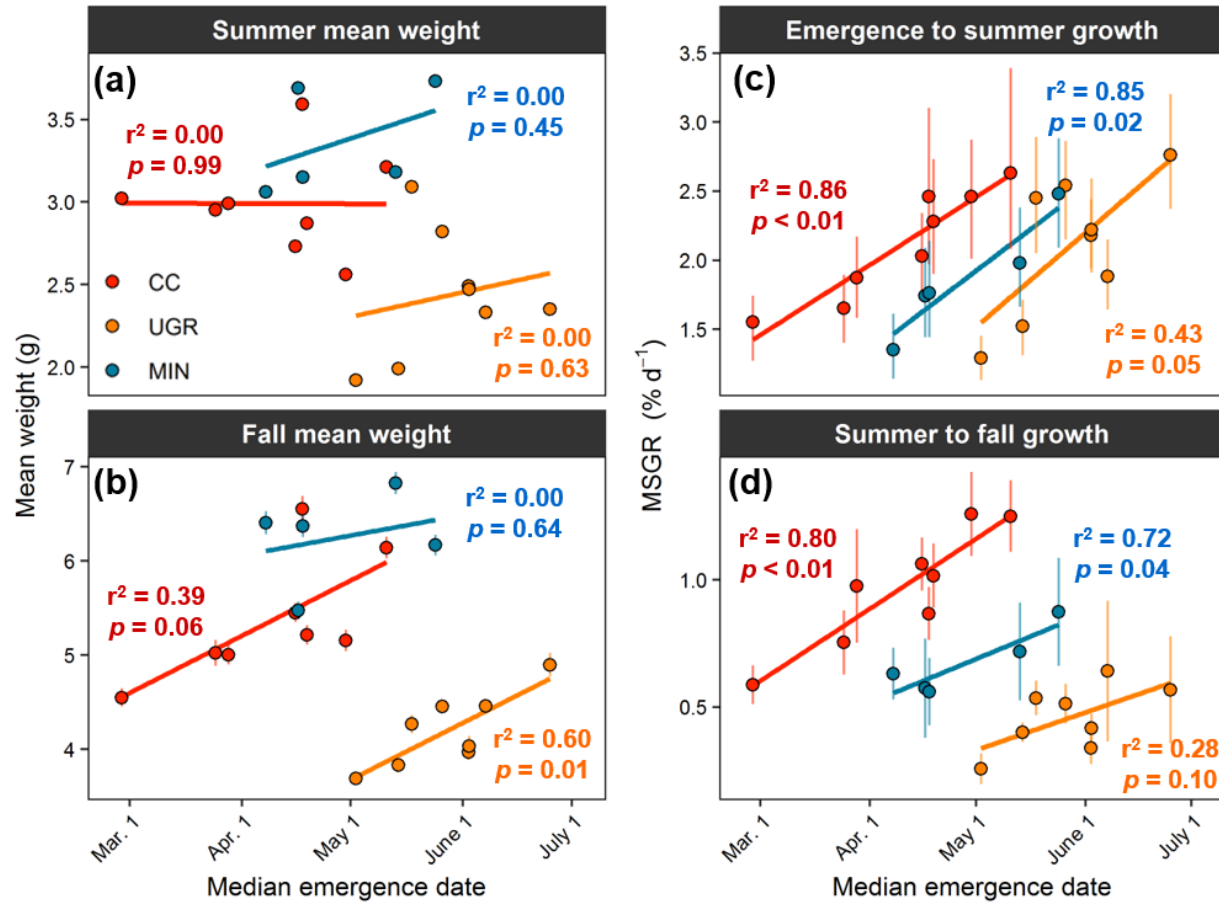 Summer mean weight
(a)
r² = 0.00
p = 0.45
r² = 0.00
p = 0.99
r² = 0.00
p = 0.63
CC
UGR
MIN
3.5
3.0
2.5
2.0
Mean weight (g)
Fall mean weight
(b)
r² = 0.00
p = 0.64
r² = 0.39
p = 0.06
r² = 0.60
p = 0.01
7
6
5
4
Mar. 1
Apr. 1
May 1
June 1
July 1
Median emergence date
Emergence to summer growth
(c)
r² = 0.85
p = 0.02
r² = 0.86
p < 0.01
r² = 0.43
p = 0.05
3.5
3.0
2.5
2.0
1.5
MSGR (% d⁻¹)
Summer to fall growth
(d)
r² = 0.80
p < 0.01
r² = 0.72
p = 0.04
r² = 0.28
p = 0.10
1.0
0.5
Mar. 1
Apr. 1
May 1
June 1
July 1
Median emergence date